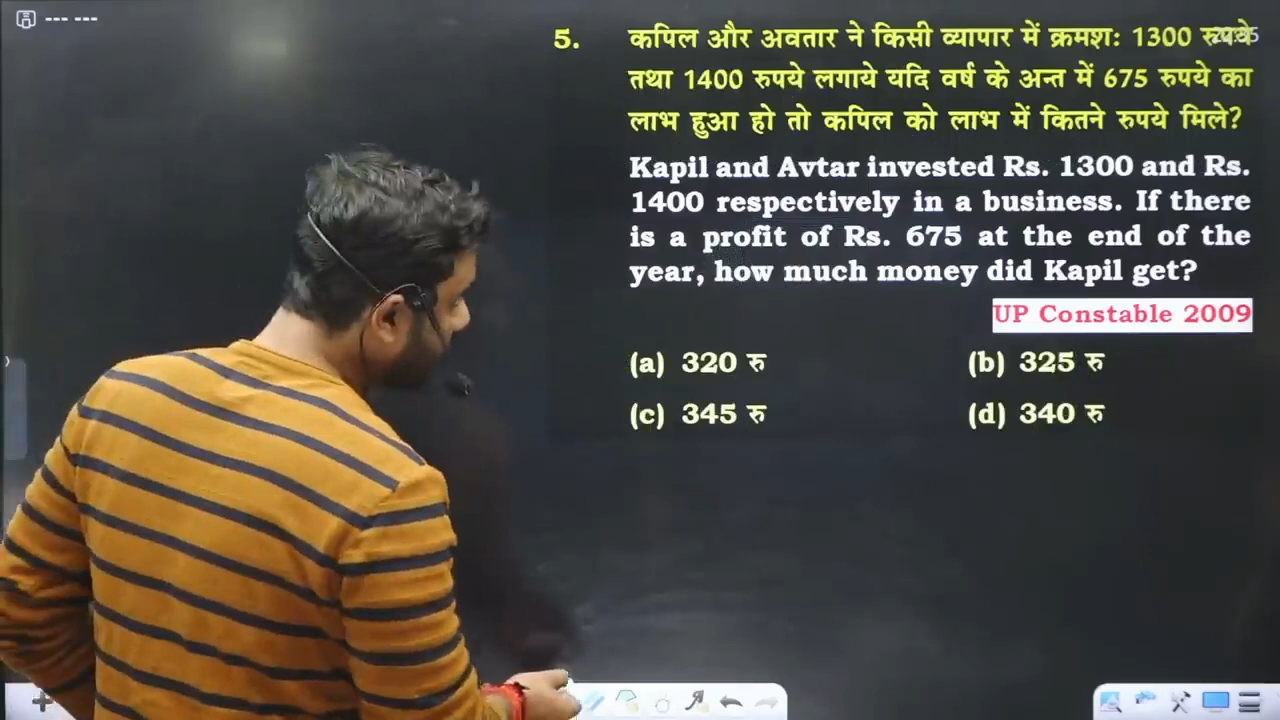 5. कपिल और अवतार ने किसी व्यापार में क्रमश: 1300 रुपये
तथा 1400 रुपये लगाये यदि वर्ष के अन्त में 675 रुपये का
लाभ हुआ हो तो कपिल को लाभ में कितने रुपये मिले?
Kapil and Avtar invested Rs. 1300 and Rs.
1400 respectively in a business. If there
is a profit of Rs. 675 at the end of the
year, how much money did Kapil get?
UP Constable 2009
(a) 320 रु (b) 325 रु
(c) 345 रु (d) 340 रु